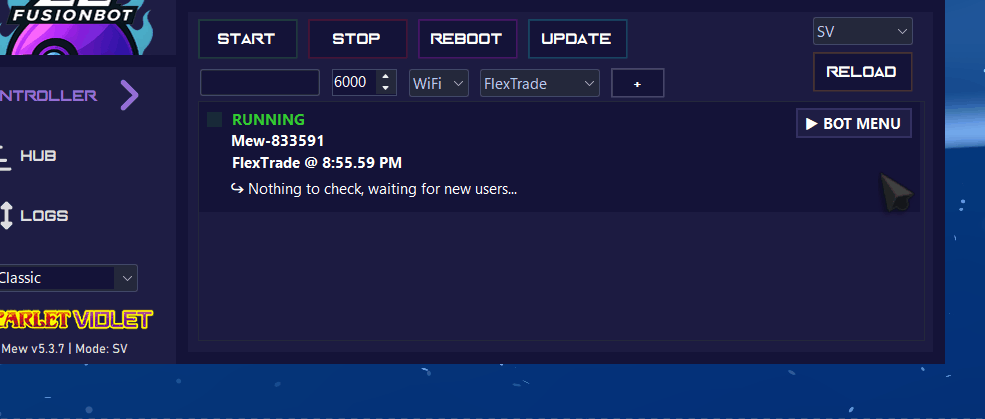 FUSIONBOT
START STOP REBOOT UPDATE SV
RELOAD
6000 WiFi FlexTrade +
NTROLLER
RUNNING
▶ BOT MENU
Mew-833591
FlexTrade @ 8:55.59 PM
↪ Nothing to check, waiting for new users...
HUB
LOGS
Classic
ARLET VIOLET
Mew v5.3.7 | Mode: SV